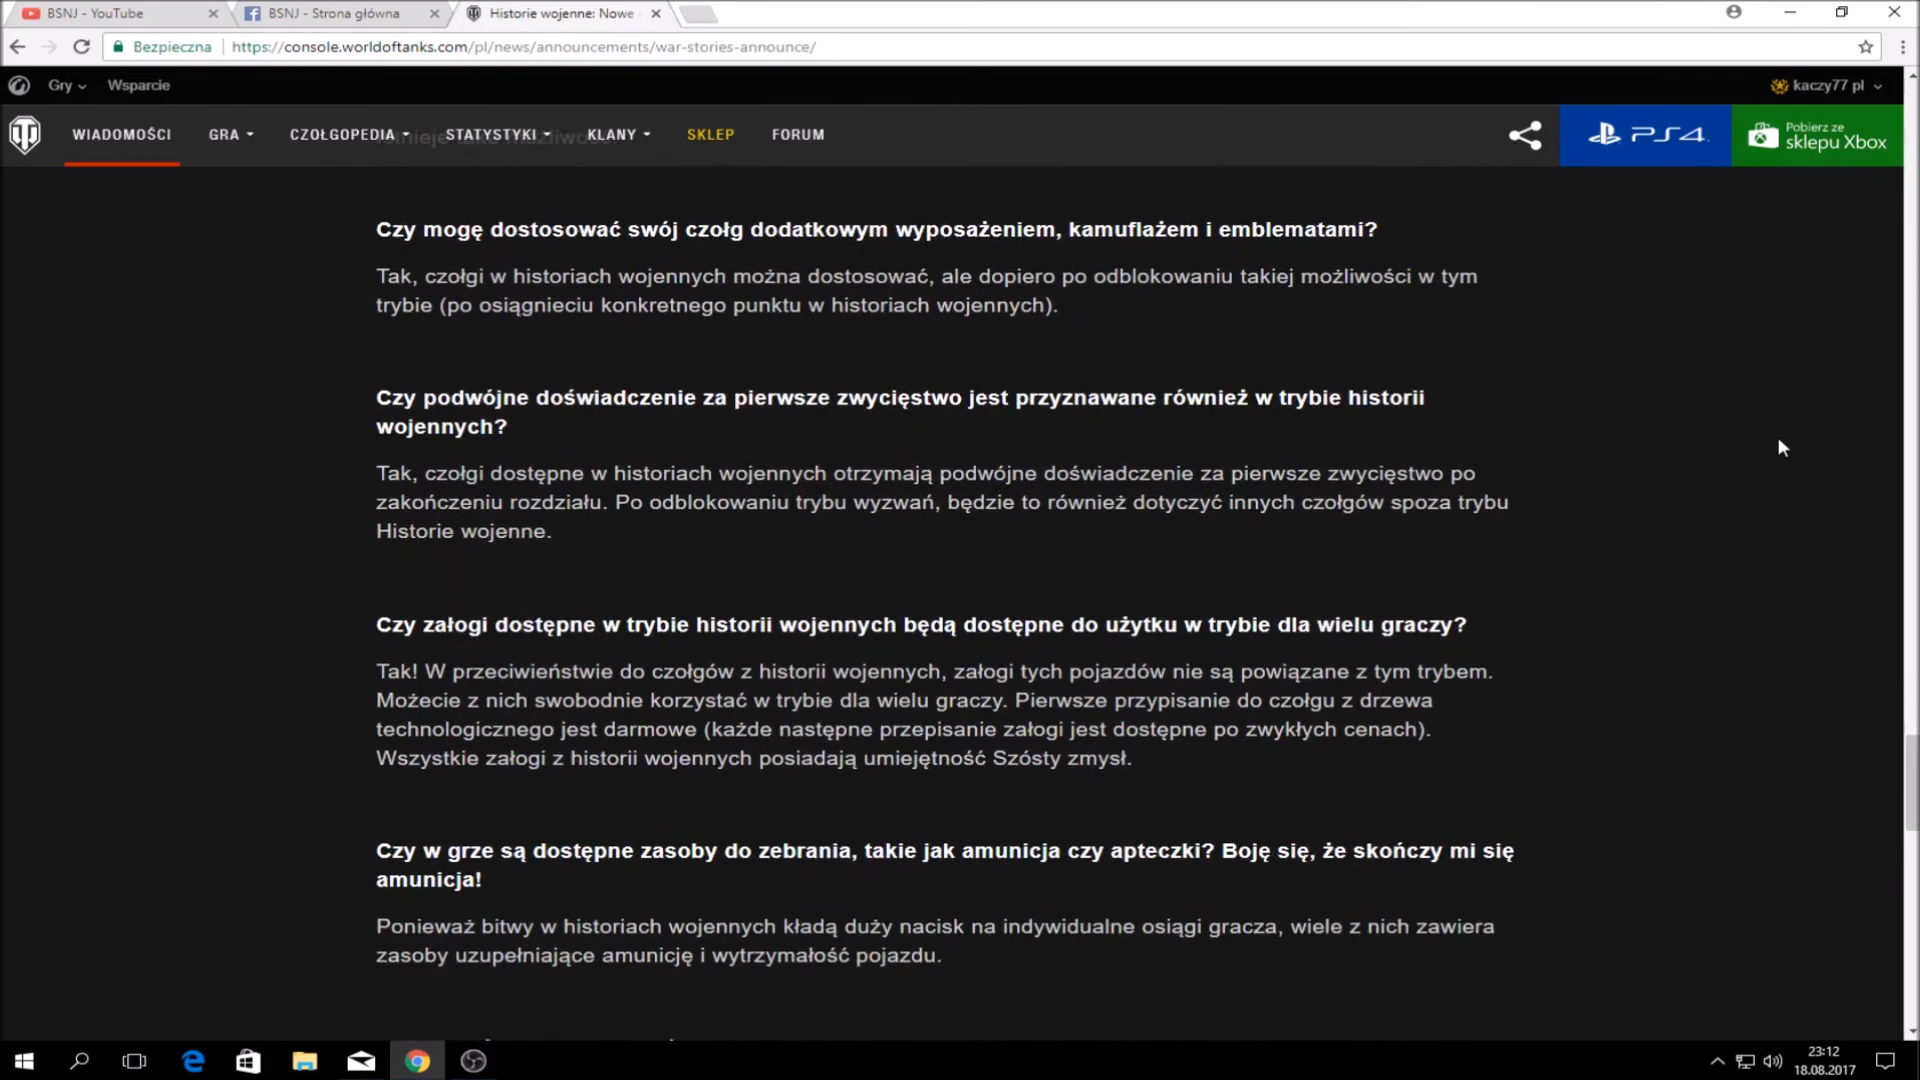 BSNJ - YouTube
BSNJ - Strona główna
Historie wojenne: Nowe
Bezpieczna
https://console.worldoftanks.com/pl/news/announcements/war-stories-announce/
Gry
Wsparcie
kaczy77 pl
WIADOMOŚCI
GRA
CZOŁGOPEDIA
STATYSTYKI
KLANY
SKLEP
FORUM
PS4
Pobierz ze
sklepu Xbox
Czy mogę dostosować swój czołg dodatkowym wyposażeniem, kamuflażem i emblematami?
Tak, czołgi w historiach wojennych można dostosować, ale dopiero po odblokowaniu takiej możliwości w tym
trybie (po osiągnieciu konkretnego punktu w historiach wojennych).
Czy podwójne doświadczenie za pierwsze zwycięstwo jest przyznawane również w trybie historii
wojennych?
Tak, czołgi dostępne w historiach wojennych otrzymają podwójne doświadczenie za pierwsze zwycięstwo po
zakończeniu rozdziału. Po odblokowaniu trybu wyzwań, będzie to również dotyczyć innych czołgów spoza trybu
Historie wojenne.
Czy załogi dostępne w trybie historii wojennych będą dostępne do użytku w trybie dla wielu graczy?
Tak! W przeciwieństwie do czołgów z historii wojennych, załogi tych pojazdów nie są powiązane z tym trybem.
Możecie z nich swobodnie korzystać w trybie dla wielu graczy. Pierwsze przypisanie do czołgu z drzewa
technologicznego jest darmowe (każde następne przepisanie załogi jest dostępne po zwykłych cenach).
Wszystkie załogi z historii wojennych posiadają umiejętność Szósty zmysł.
Czy w grze są dostępne zasoby do zebrania, takie jak amunicja czy apteczki? Boję się, że skończy mi się
amunicja!
Ponieważ bitwy w historiach wojennych kładą duży nacisk na indywidualne osiągi gracza, wiele z nich zawiera
zasoby uzupełniające amunicję i wytrzymałość pojazdu.
23:12
18.08.2017